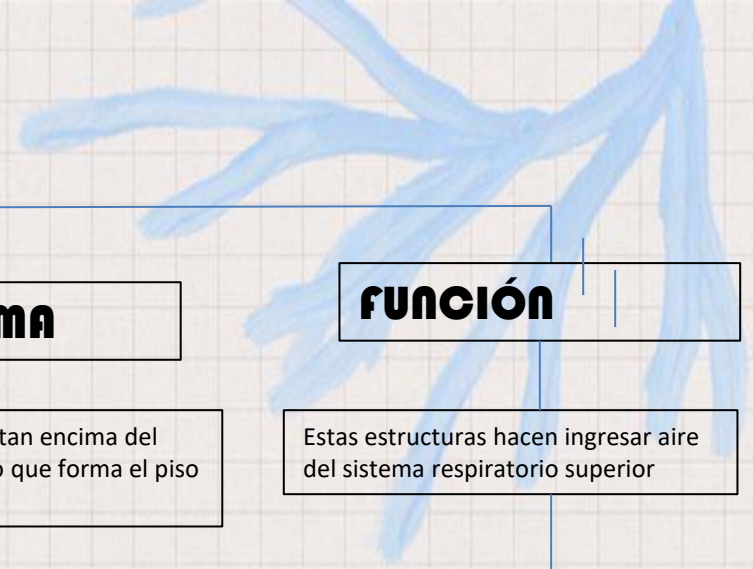 MA
FUNCIÓN
tan encima del
o que forma el piso
Estas estructuras hacen ingresar aire
del sistema respiratorio superior